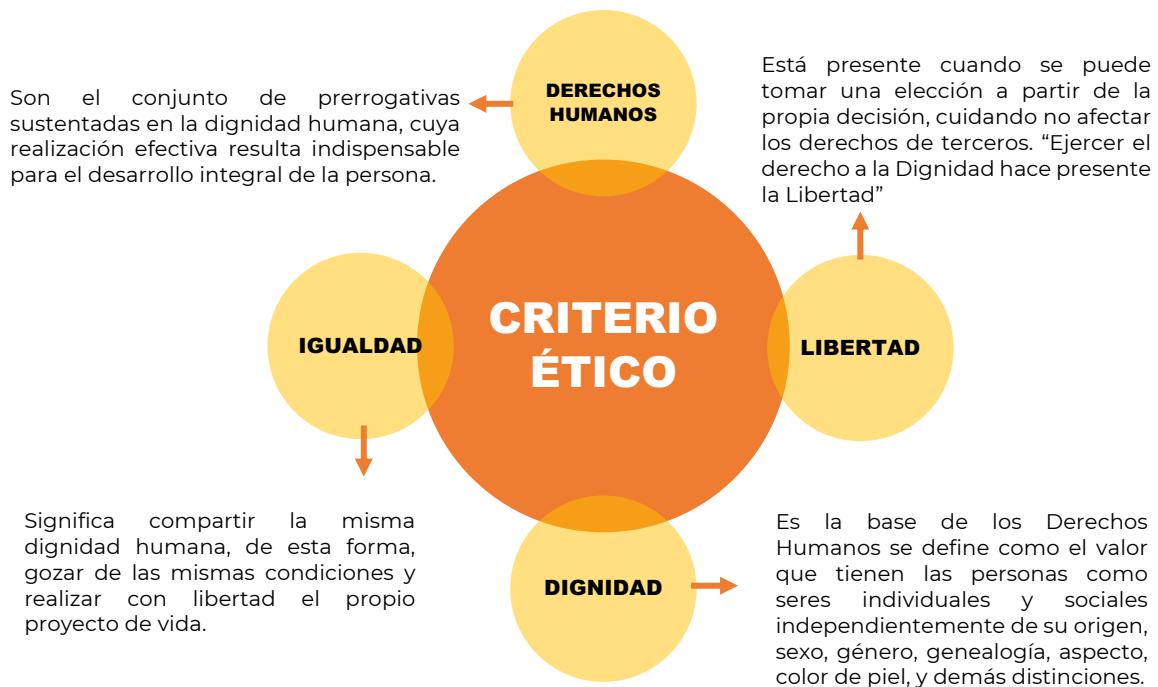 DERECHOS
HUMANOS
Son el conjunto de prerrogativas
sustentadas en la dignidad humana, cuya
realización efectiva resulta indispensable
para el desarrollo integral de la persona.
Está presente cuando se puede
tomar una elección a partir de la
propia decisión, cuidando no afectar
los derechos de terceros. “Ejercer el
derecho a la Dignidad hace presente
la Libertad”
CRITERIO
ÉTICO
IGUALDAD
LIBERTAD
Significa compartir la misma
dignidad humana, de esta forma,
gozar de las mismas condiciones y
realizar con libertad el propio
proyecto de vida.
DIGNIDAD
Es la base de los Derechos
Humanos se define como el valor
que tienen las personas como
seres individuales y sociales
independientemente de su origen,
sexo, género, genealogía, aspecto,
color de piel, y demás distinciones.